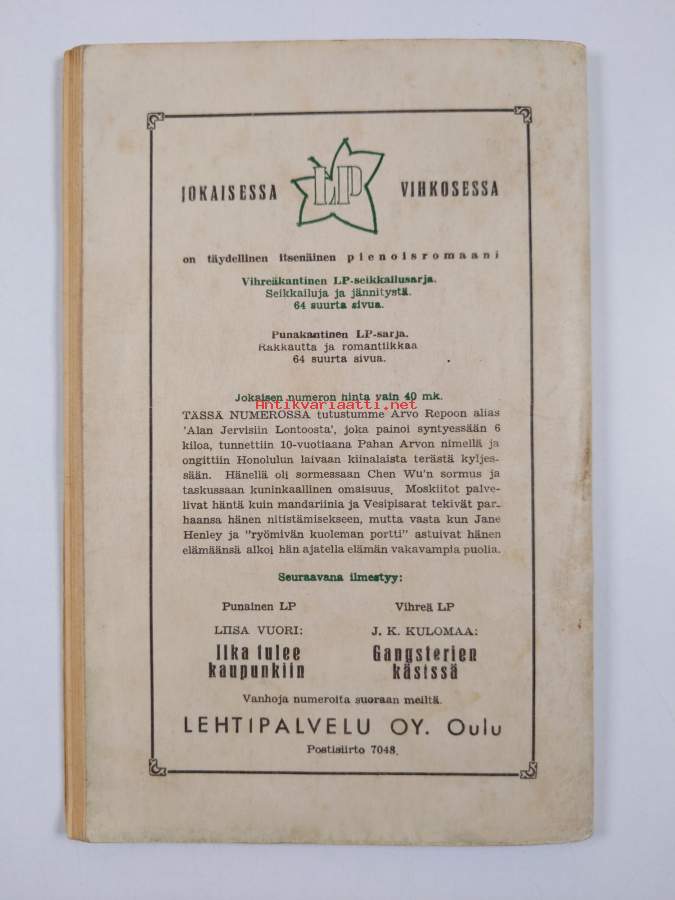 JOKAISESSA LP VIHKOSESSA
on täydellinen itsenäinen pienoisromaani
Vihreäkantinen LP-seikkailusarja.
Seikkailuja ja jännitystä.
64 suurta sivua.
Punakantinen LP-sarja.
Rakkautta ja romantiikkaa
64 suurta sivua.
Jokaisen numeron hinta vain 40 mk.
Antikvariaatti.net
TÄSSÄ NUMEROSSA tutustumme Arvo Repoon alias
'Alan Jervisiin Lontoosta', joka painoi syntyessään 6
kiloa, tunnettiin 10-vuotiaana Pahan Arvon nimellä ja
ongittiin Honolulun laivaan kiinalaista terästä kyljes-
sään. Hänellä oli sormessaan Chen Wu'n sormus ja
taskussaan kuninkaallinen omaisuus. Moskiitot palve-
livat häntä kuin mandariinia ja Vesipisarat tekivät par-
haansa hänen nitistämisekseen, mutta vasta kun Jane
Henley ja "ryömivän kuoleman portti" astuivat hänen
elämäänsä alkoi hän ajatella elämän vakavampia puolia.
Seuraavana ilmestyy:
Punainen LP
LIISA VUORI:
Ilka tulee
kaupunkiin
Vihreä LP
J. K. KULOMAA:
Gangsterien
käsissä
Vanhoja numeroita suoraan meiltä.
LEHTIPALVELU OY. Oulu
Postisiirto 7048.